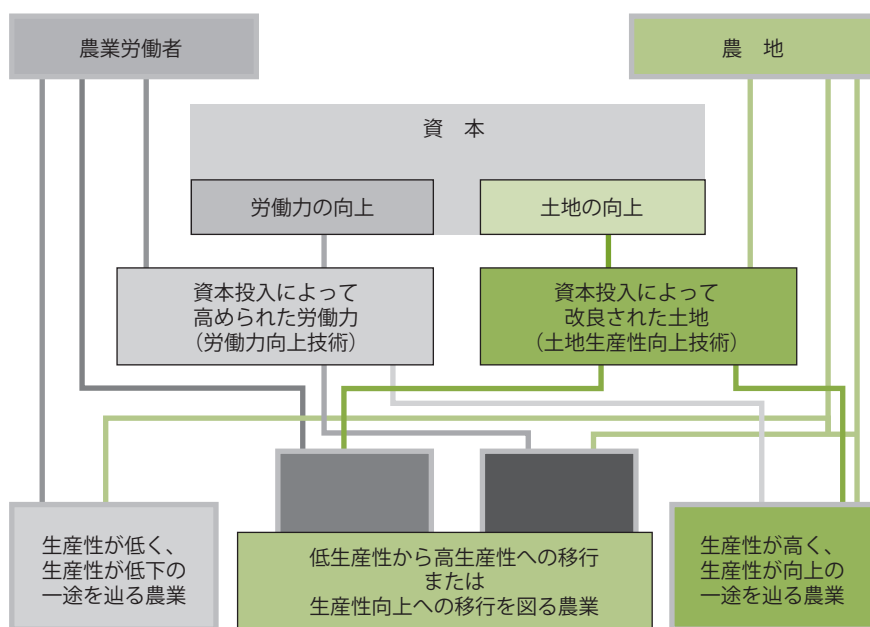 農業労働者
農　地
資　本
労働力の向上
土地の向上
資本投入によって
高められた労働力
（労働力向上技術）
資本投入によって
改良された土地
（土地生産性向上技術）
生産性が低く、
生産性が低下の
一途を辿る農業
低生産性から高生産性への移行
または
生産性向上への移行を図る農業
生産性が高く、
生産性が向上の
一途を辿る農業